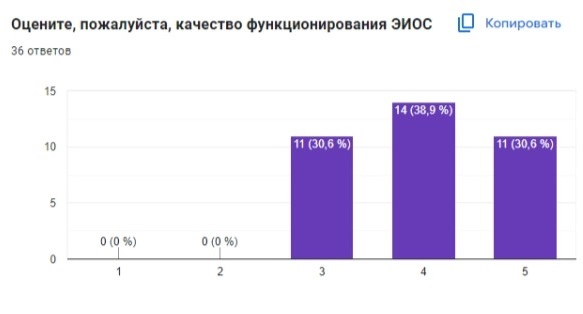 Оцените, пожалуйста, качество функционирования ЭИОС
Копировать
36 ответов
15
10
5
0
0 (0 %)
0 (0 %)
11 (30,6 %)
14 (38,9 %)
11 (30,6 %)
1
2
3
4
5